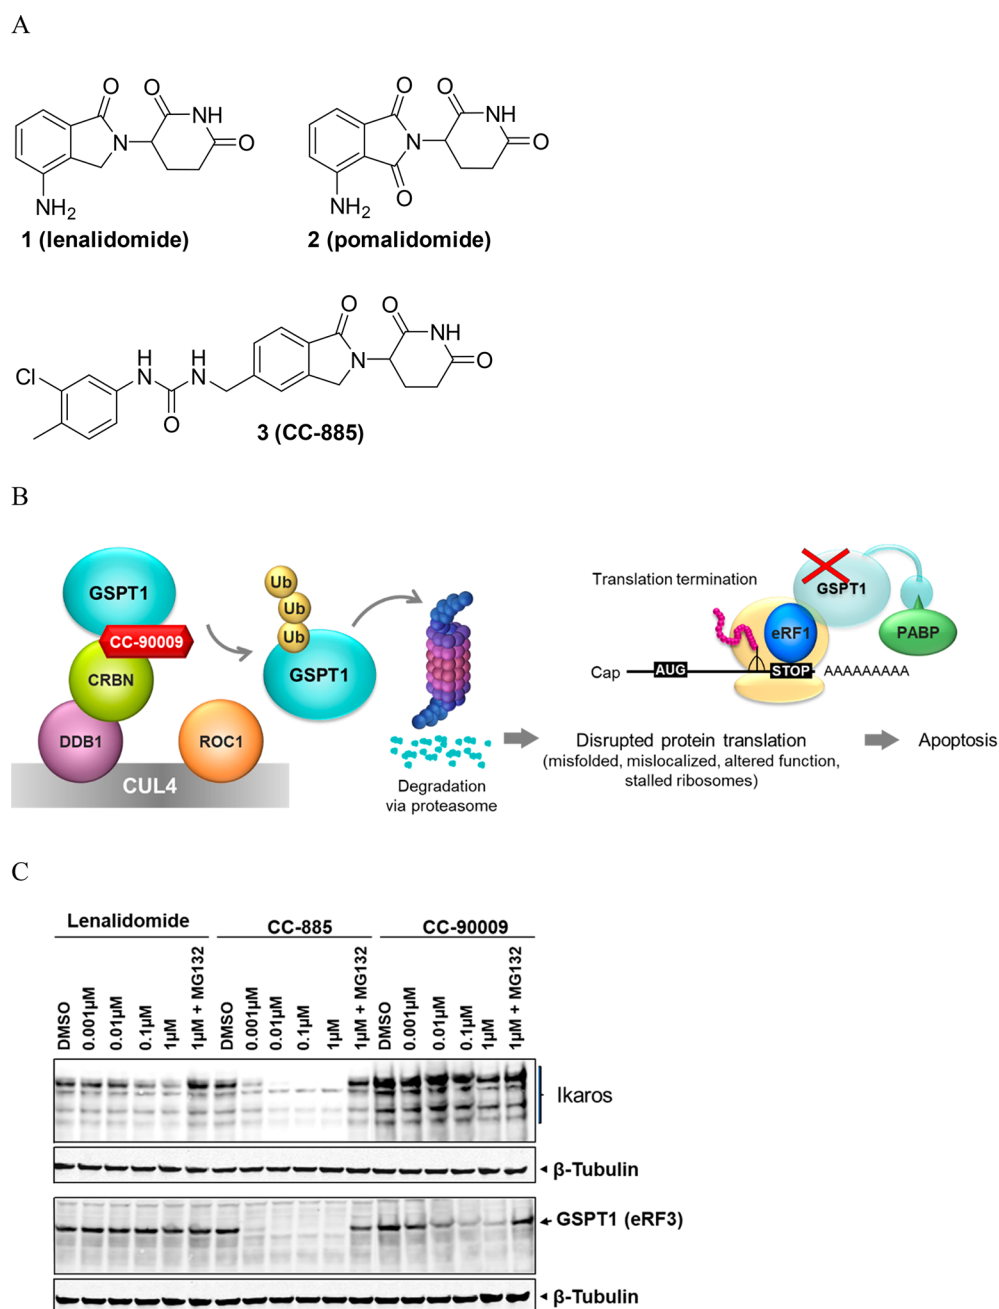 A
O
O
NH
N
O
NH2
1 (lenalidomide)
O
O
NH
N
O
O
NH2
2 (pomalidomide)
O
O
NH
N
O
Cl
H
N
H
N
O
3 (CC-885)
B
GSPT1
CC-90009
CRBN
DDB1
ROC1
CUL4
Ub
Ub
Ub
GSPT1
Degradation
via proteasome
Translation termination
GSPT1
eRF1
PABP
Cap
AUG
STOP
AAAAAAAAA
Disrupted protein translation
(misfolded, mislocalized, altered function,
stalled ribosomes)
Apoptosis
C
Lenalidomide
CC-885
CC-90009
DMSO
0.001µM
0.01µM
0.1µM
1µM
1µM + MG132
DMSO
0.001µM
0.01µM
0.1µM
1µM
1µM + MG132
DMSO
0.001µM
0.01µM
0.1µM
1µM
1µM + MG132
Ikaros
β-Tubulin
GSPT1 (eRF3)
β-Tubulin